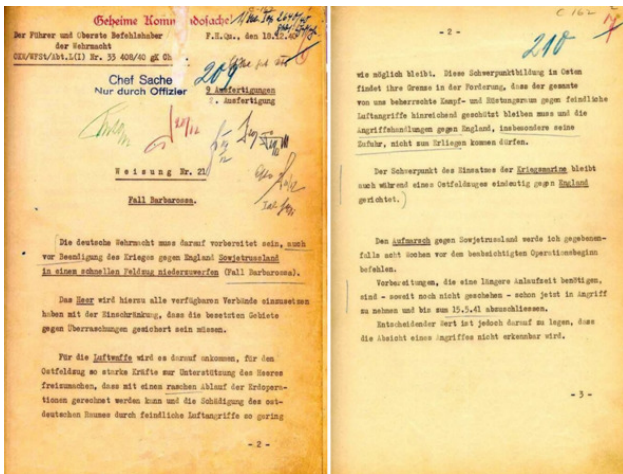 Geheime Kommandosache
Der Führer und Oberste Befehlshaber
der Wehrmacht
F.H.Qu., den 10.12.40
OKW/WFSt/Abt.L(I) Nr. 33 408/40 gK Ch
Chef Sache
Nur durch Offizier
209
9 Ausfertigungen
2. Ausfertigung
Weisung Nr. 21
Fall Barbarossa.
Die deutsche Wehrmacht muss darauf vorbereitet sein, auch
vor Beendigung des Krieges gegen England Sowjetrussland
in einem schnellen Feldzug niederzuwerfen (Fall Barbarossa).
Das Heer wird hierzu alle verfügbaren Verbände einzusetzen
haben mit der Einschränkung, dass die besetzten Gebiete
gegen Überraschungen gesichert sein müssen.
Für die Luftwaffe wird es darauf ankommen, für den
Ostfeldzug so starke Kräfte zur Unterstützung des Heeres
freizumachen, dass mit einem raschen Ablauf der Erdopera-
tionen gerechnet werden kann und die Schädigung des ost-
deutschen Raumes durch feindliche Luftangriffe so gering
- 2 -
C 162
- 2 -
210
wie möglich bleibt. Diese Schwerpunktbildung im Osten
findet ihre Grenze in der Forderung, dass der gesamte
von uns beherrschte Kampf- und Rüstungsraum gegen feindliche
Luftangriffe hinreichend geschützt bleiben muss und die
Angriffshandlungen gegen England, insbesondere seine
Zufuhr, nicht zum Erliegen kommen dürfen.
Der Schwerpunkt des Einsatzes der Kriegsmarine bleibt
auch während eines Ostfeldzuges eindeutig gegen England
gerichtet.
Den Aufmarsch gegen Sowjetrussland werde ich gegebenen-
falls acht Wochen vor dem beabsichtigten Operationsbeginn
befehlen.
Vorbereitungen, die eine längere Anlaufzeit benötigen,
sind - soweit noch nicht geschehen - schon jetzt in Angriff
zu nehmen und bis zum 15.5.41 abzuschliessen.
Entscheidender Wert ist jedoch darauf zu legen, dass
die Absicht eines Angriffes nicht erkennbar wird.
- 3 -